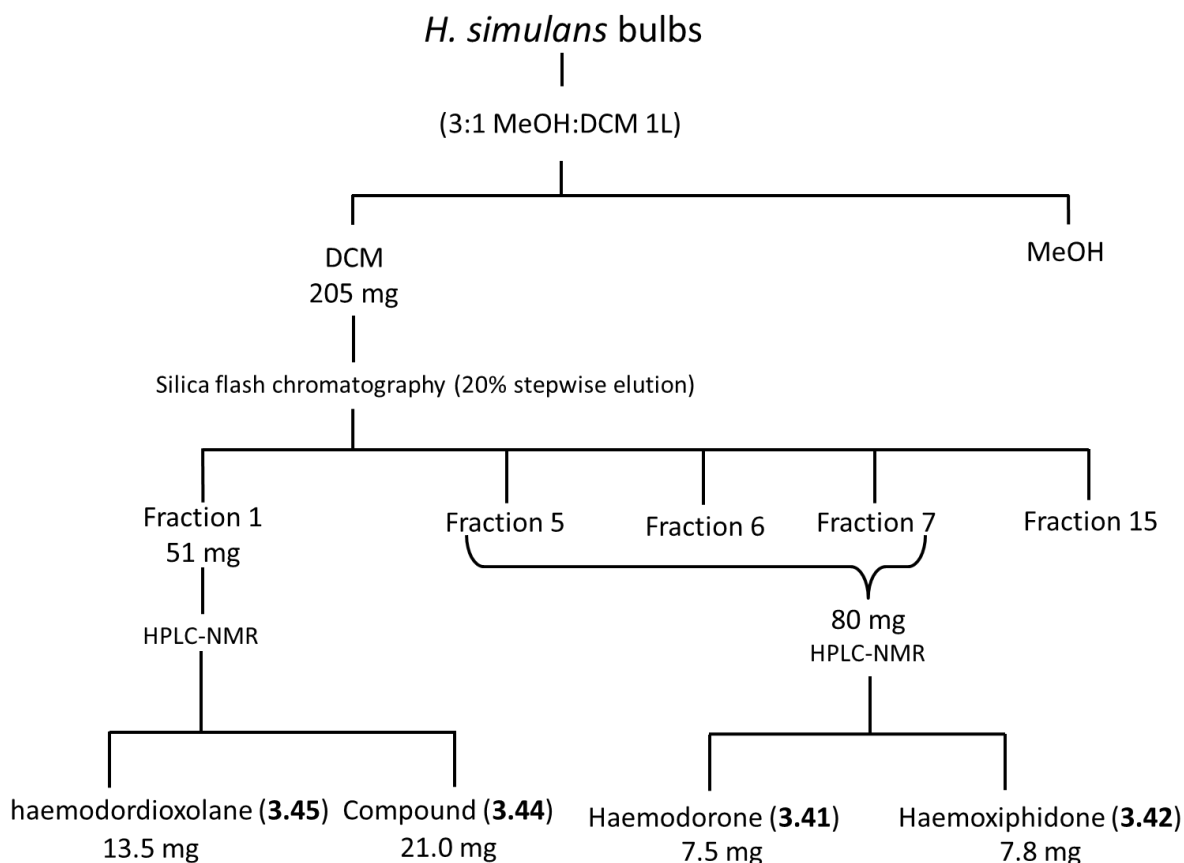 H. simulans bulbs
(3:1 MeOH:DCM 1L)
DCM
205 mg
MeOH
Silica flash chromatography (20% stepwise elution)
Fraction 1
51 mg
Fraction 5
Fraction 6
Fraction 7
Fraction 15
HPLC-NMR
80 mg
HPLC-NMR
haemodordioxolane (3.45)
13.5 mg
Compound (3.44)
21.0 mg
Haemodorone (3.41)
7.5 mg
Haemoxiphidone (3.42)
7.8 mg